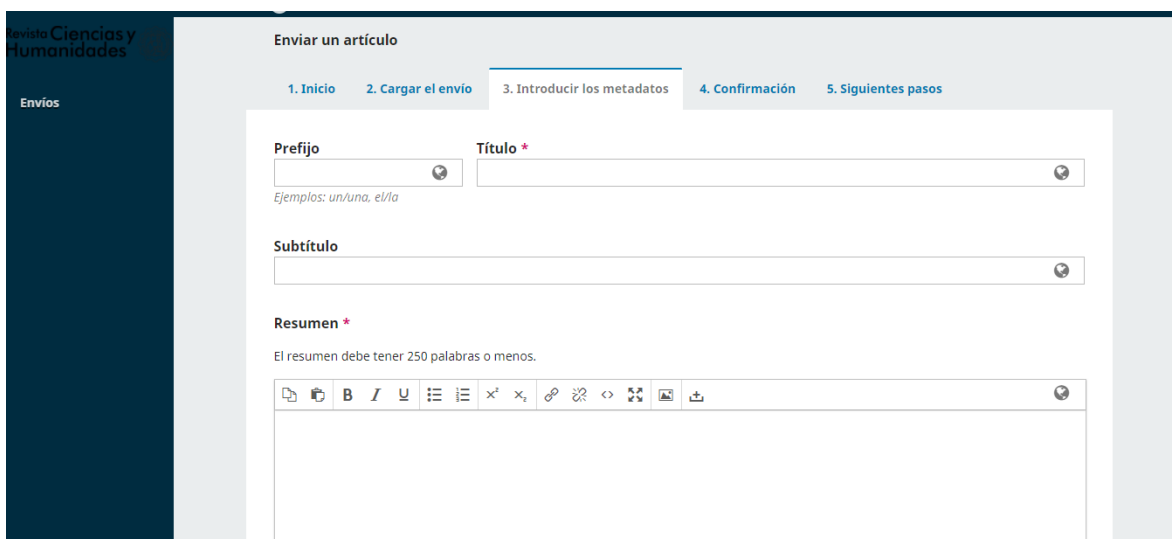 Revista Ciencias y
Humanidades
Envíos
Enviar un artículo
1. Inicio 2. Cargar el envío 3. Introducir los metadatos 4. Confirmación 5. Siguientes pasos
Prefijo Título *
Ejemplos: un/una, el/la
Subtítulo
Resumen *
El resumen debe tener 250 palabras o menos.
B I U x² x₂